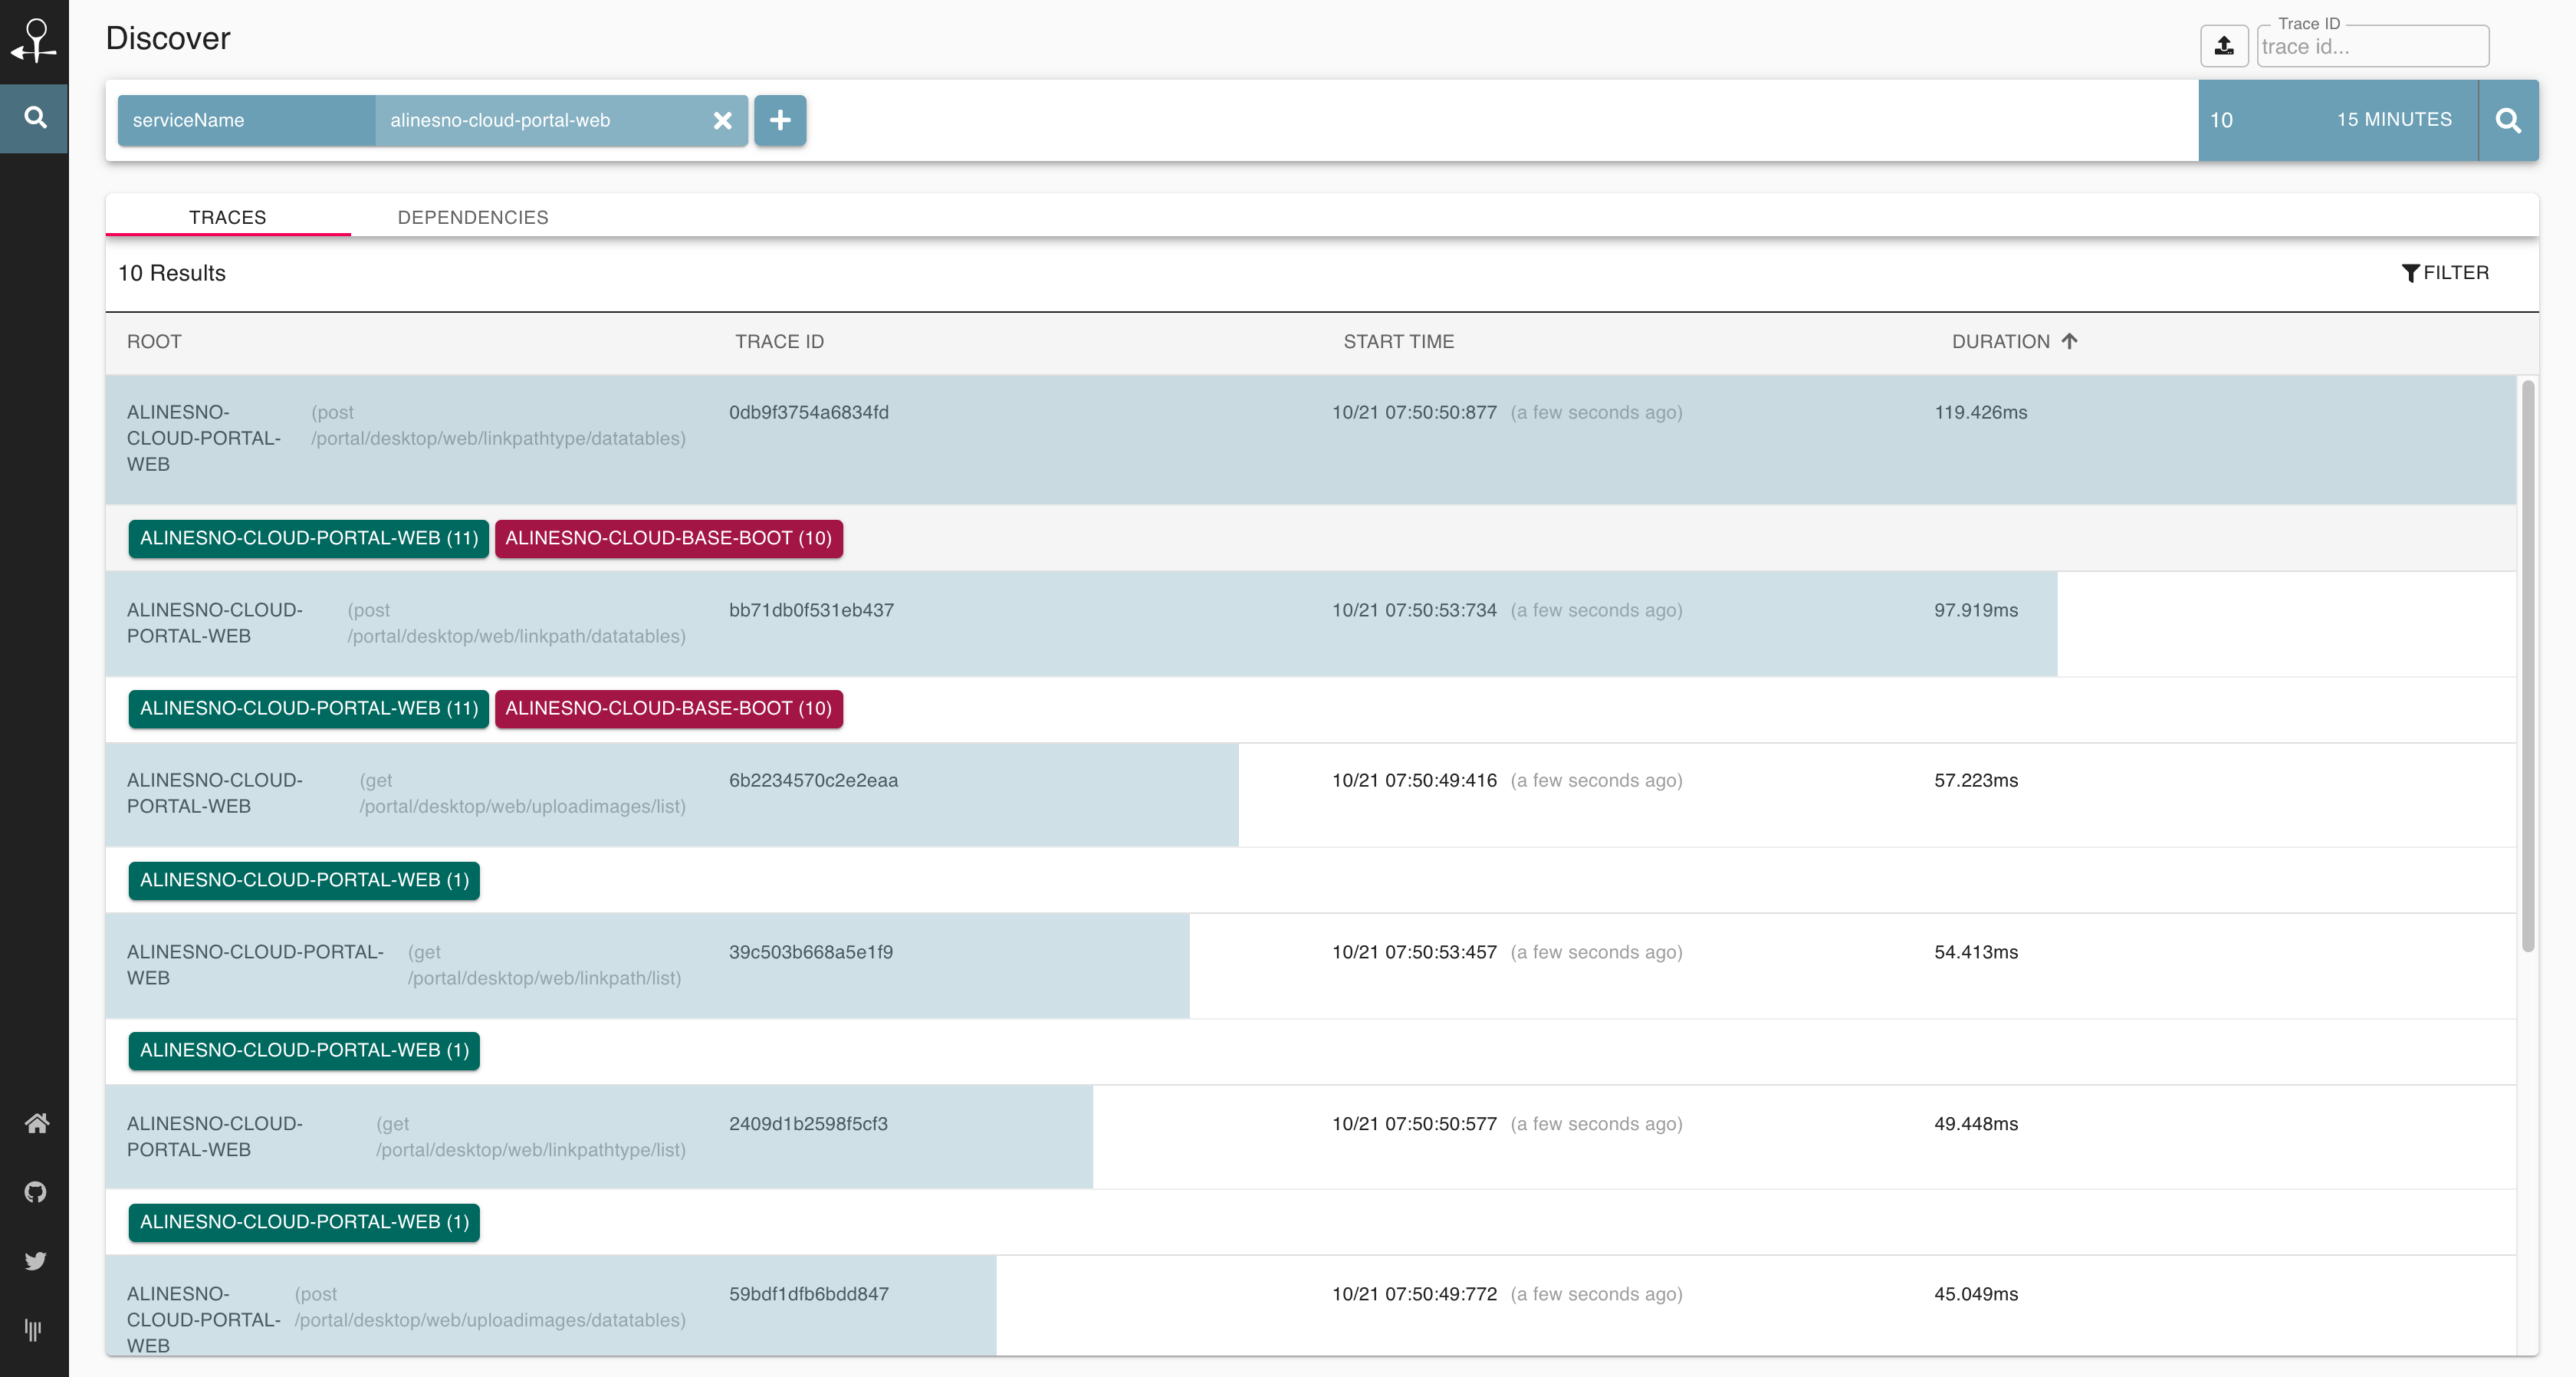 Discover
Trace ID
trace id...
serviceName alinesno-cloud-portal-web
10 15 MINUTES
TRACES DEPENDENCIES
10 Results
FILTER
ROOT TRACE ID START TIME DURATION
ALINESNO- (post 0db9f3754a6834fd 10/21 07:50:50:877 (a few seconds ago) 119.426ms
CLOUD-PORTAL- /portal/desktop/web/linkpathtype/datatables)
WEB
ALINESNO-CLOUD-PORTAL-WEB (11) ALINESNO-CLOUD-BASE-BOOT (10)
ALINESNO-CLOUD- (post bb71db0f531eb437 10/21 07:50:53:734 (a few seconds ago) 97.919ms
PORTAL-WEB /portal/desktop/web/linkpath/datatables)
ALINESNO-CLOUD-PORTAL-WEB (11) ALINESNO-CLOUD-BASE-BOOT (10)
ALINESNO-CLOUD- (get 6b2234570c2e2eaa 10/21 07:50:49:416 (a few seconds ago) 57.223ms
PORTAL-WEB /portal/desktop/web/uploadimages/list)
ALINESNO-CLOUD-PORTAL-WEB (1)
ALINESNO-CLOUD-PORTAL- (get 39c503b668a5e1f9 10/21 07:50:53:457 (a few seconds ago) 54.413ms
WEB /portal/desktop/web/linkpath/list)
ALINESNO-CLOUD-PORTAL-WEB (1)
ALINESNO-CLOUD- (get 2409d1b2598f5cf3 10/21 07:50:50:577 (a few seconds ago) 49.448ms
PORTAL-WEB /portal/desktop/web/linkpathtype/list)
ALINESNO-CLOUD-PORTAL-WEB (1)
ALINESNO- (post 59bdf1dfb6bdd847 10/21 07:50:49:772 (a few seconds ago) 45.049ms
CLOUD-PORTAL- /portal/desktop/web/uploadimages/datatables)
WEB